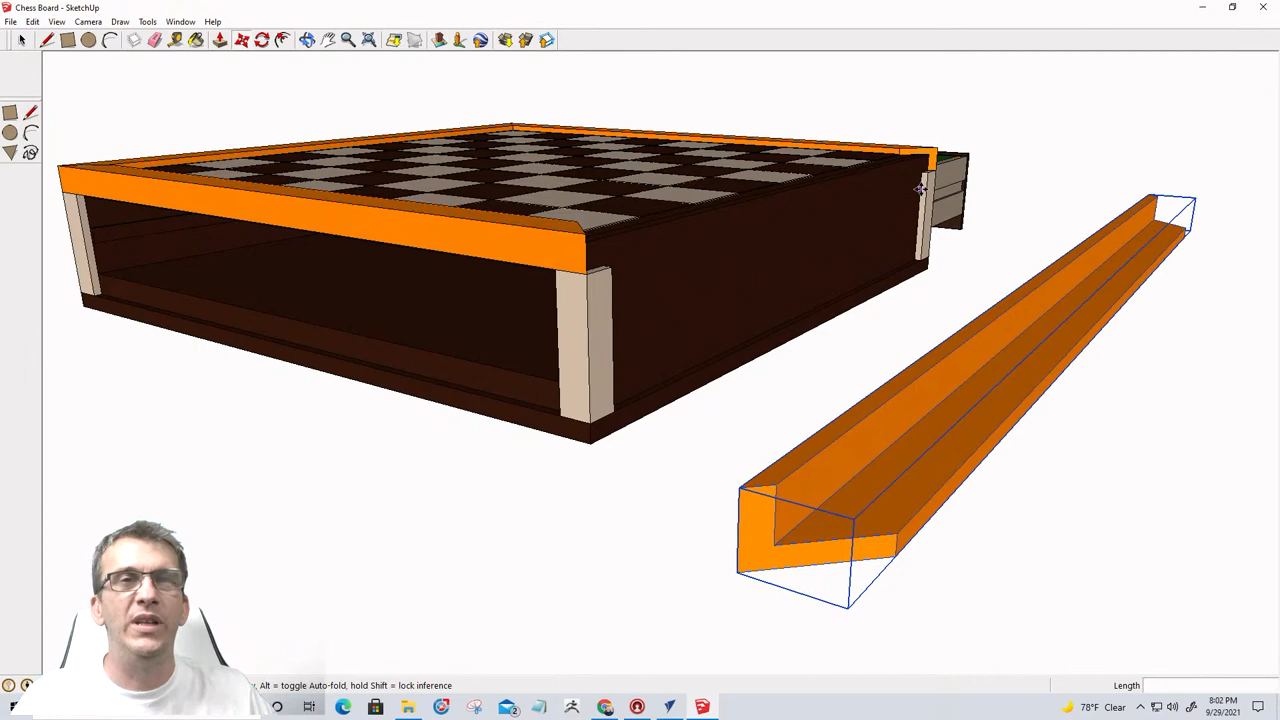 Chess Board - SketchUp
File Edit View Camera Draw Tools Window Help
, Alt = toggle Auto-fold, hold Shift = lock inference
Length
2
78°F Clear
8:02 PM
9/29/2021